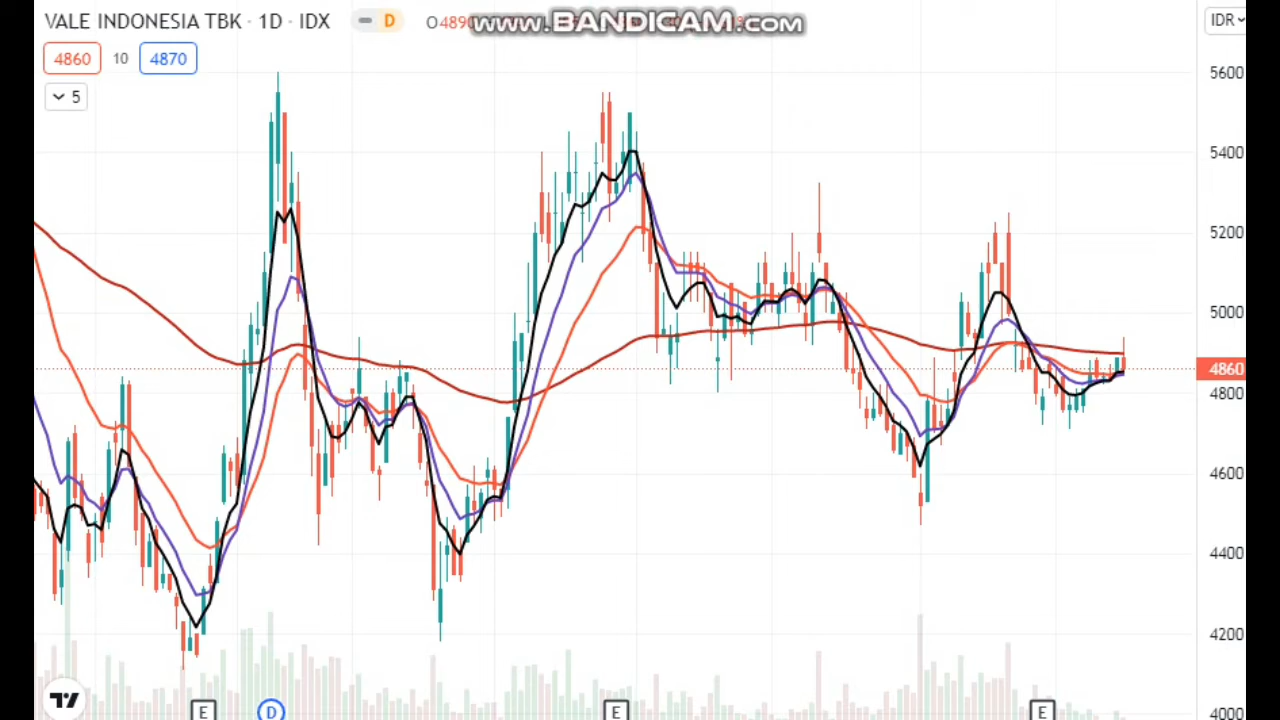 VALE INDONESIA TBK · 1D · IDX
D
O4890
www.BANDICAM.com
IDR
4860 10 4870
5
5600
5400
5200
5000
4860
4800
4600
4400
4200
4000
E D E E